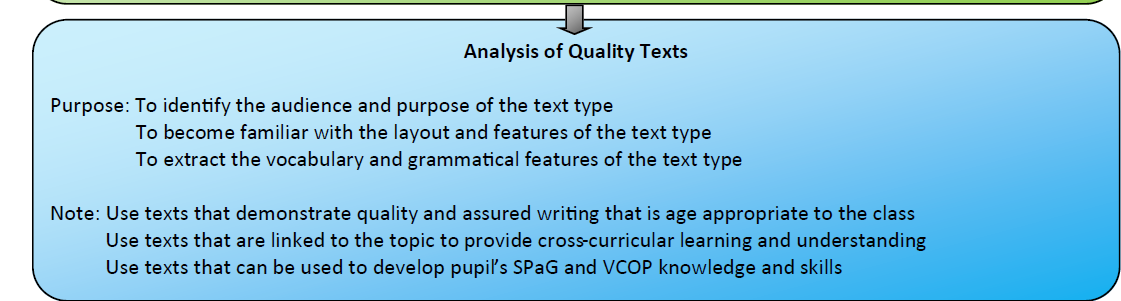 Analysis of Quality Texts
Purpose: To identify the audience and purpose of the text type
To become familiar with the layout and features of the text type
To extract the vocabulary and grammatical features of the text type
Note: Use texts that demonstrate quality and assured writing that is age appropriate to the class
Use texts that are linked to the topic to provide cross-curricular learning and understanding
Use texts that can be used to develop pupil's SPaG and VCOP knowledge and skills